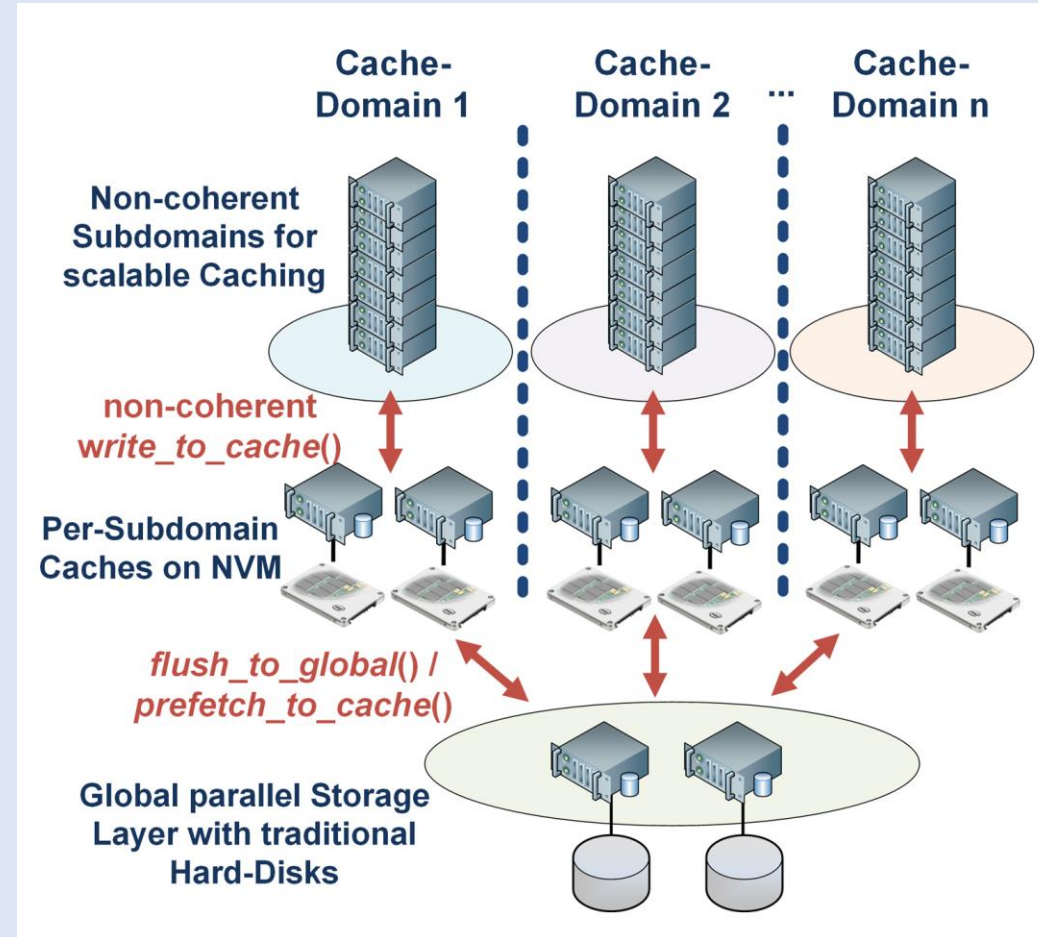 Cache-
Domain 1
Cache-
Domain 2
...
Cache-
Domain n
Non-coherent
Subdomains for
scalable Caching
non-coherent
write_to_cache()
Per-Subdomain
Caches on NVM
flush_to_global() /
prefetch_to_cache()
Global parallel Storage
Layer with traditional
Hard-Disks